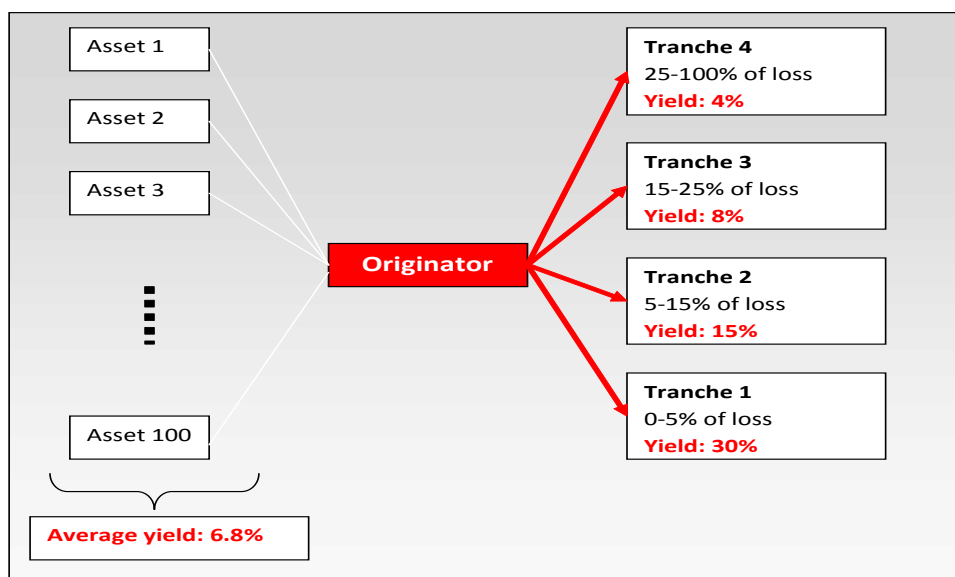 Asset 1
Asset 2
Asset 3
Asset 100
Average yield: 6.8%
Originator
Tranche 4
25-100% of loss
Yield: 4%
Tranche 3
15-25% of loss
Yield: 8%
Tranche 2
5-15% of loss
Yield: 15%
Tranche 1
0-5% of loss
Yield: 30%